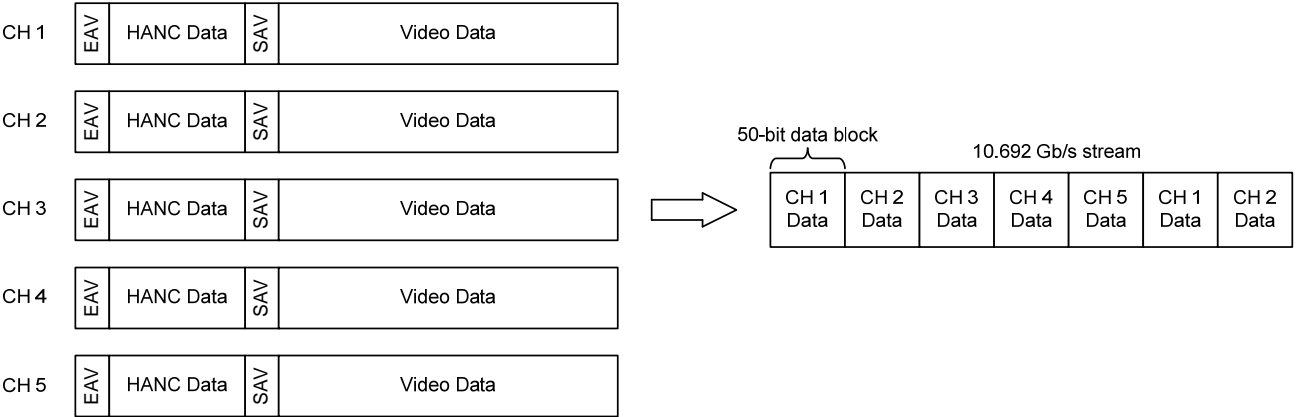 CH 1
EAV
HANC Data
SAV
Video Data
CH 2
EAV
HANC Data
SAV
Video Data
CH 3
EAV
HANC Data
SAV
Video Data
CH 4
EAV
HANC Data
SAV
Video Data
CH 5
EAV
HANC Data
SAV
Video Data
50-bit data block
10.692 Gb/s stream
CH 1
Data
CH 2
Data
CH 3
Data
CH 4
Data
CH 5
Data
CH 1
Data
CH 2
Data